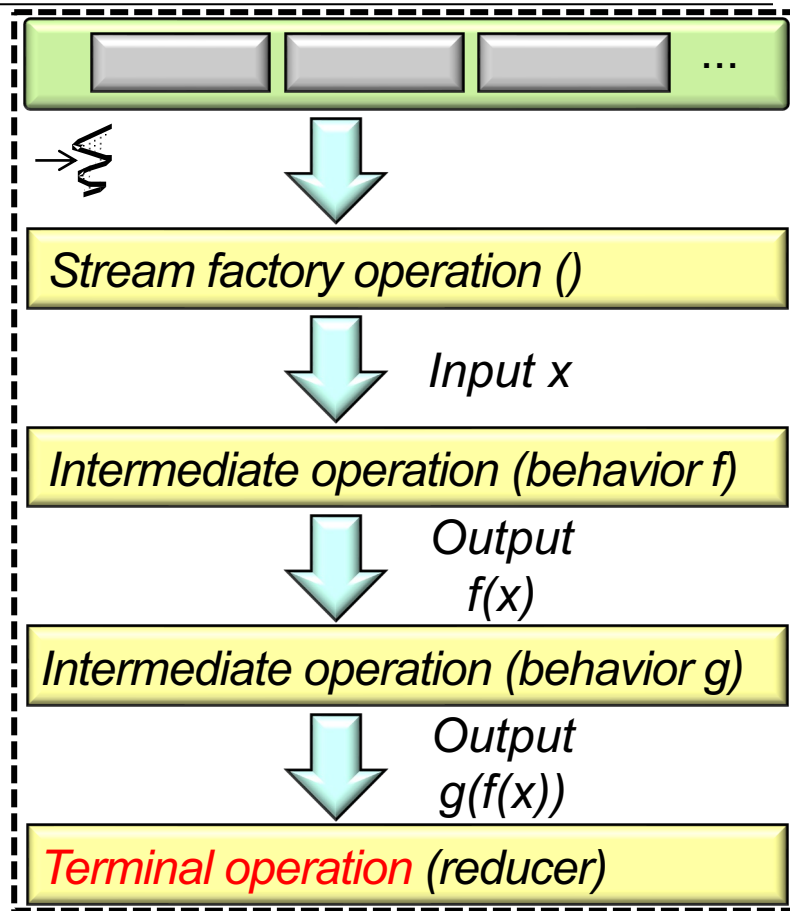 ...
Stream factory operation ()
Input x
Intermediate operation (behavior f)
Output
f(x)
Intermediate operation (behavior g)
Output
g(f(x))
Terminal operation (reducer)